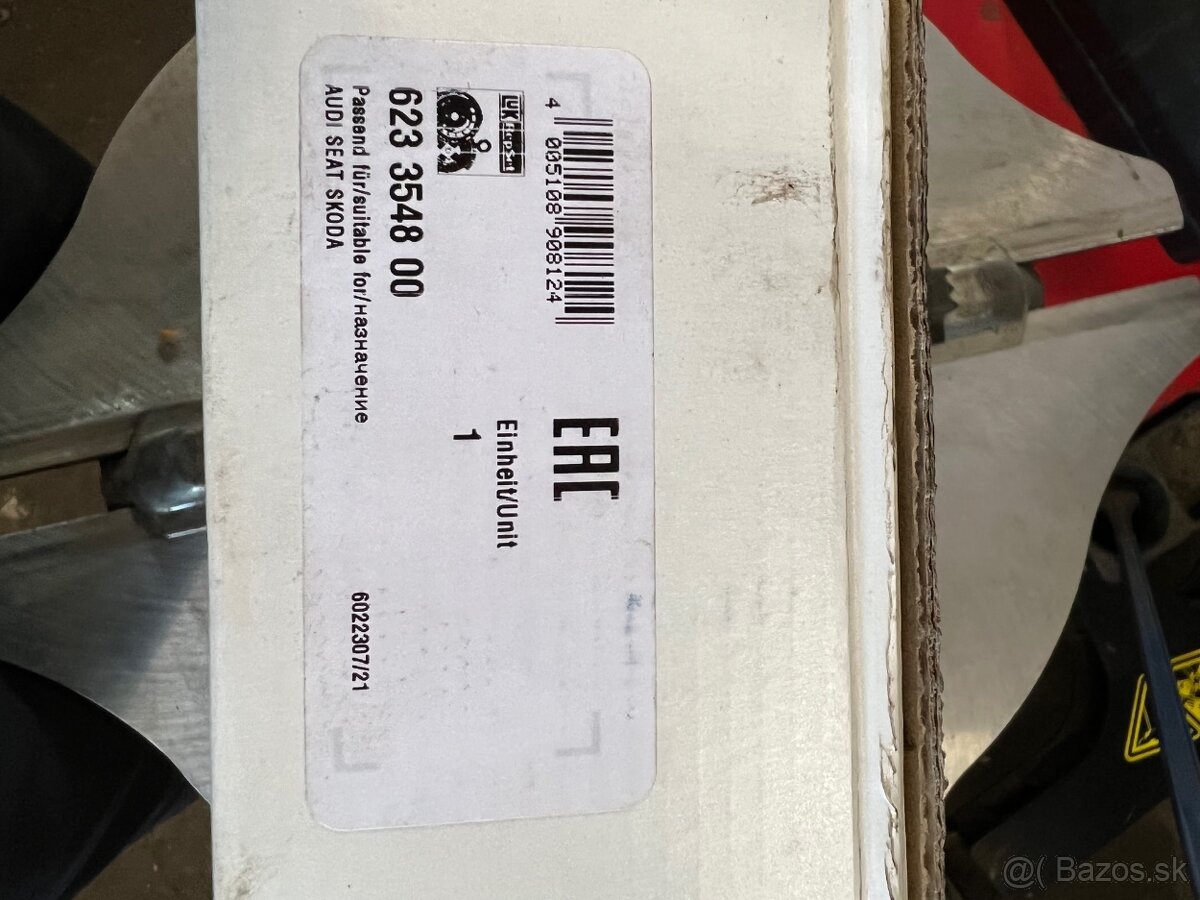 LUK RepSet
4 005108 908124
623 3548 00
Passend für/suitable for/назначение
AUDI SEAT SKODA
EAC
Einheit/Unit
1
6022307/21
@( Bazos.sk